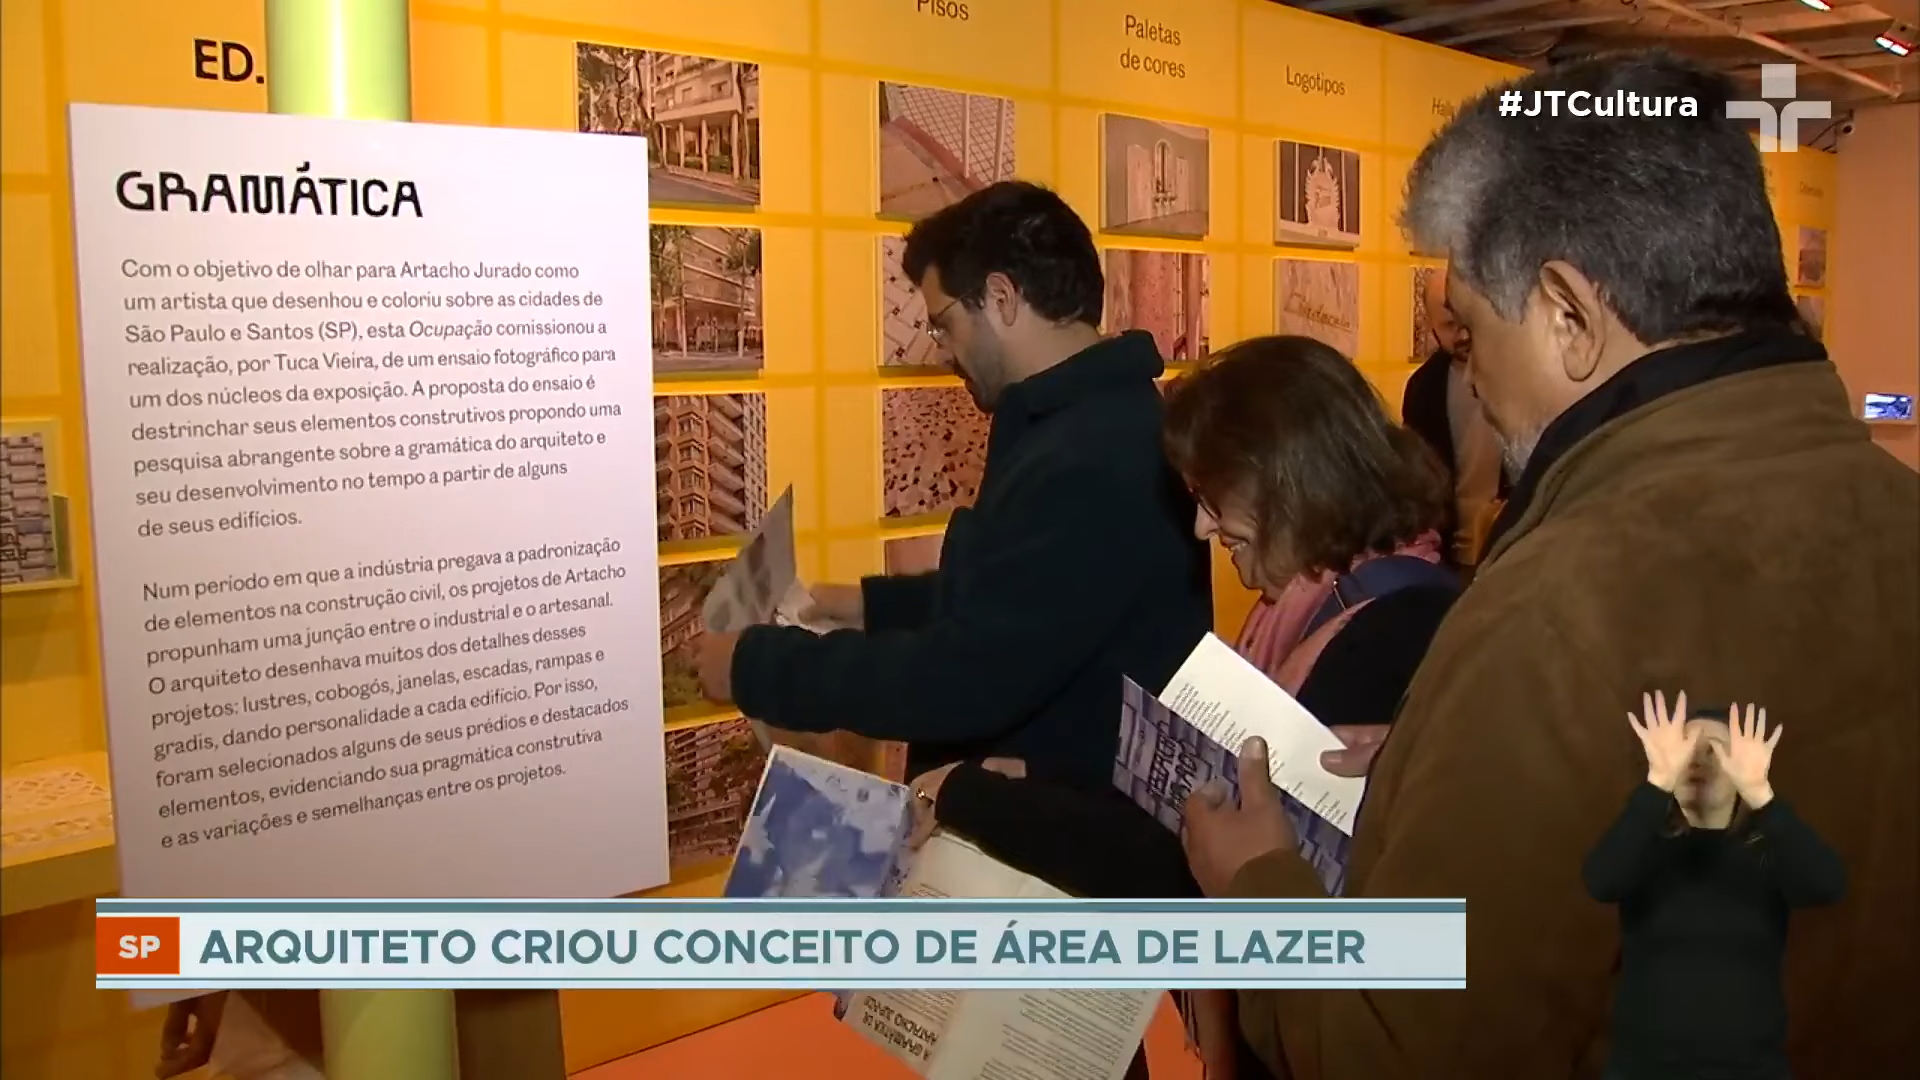 ED.
Pisos
Paletas
de cores
Logotipos
#JTCultura
GRAMÁTICA
Com o objetivo de olhar para Artacho Jurado como
um artista que desenhou e coloriu sobre as cidades de
São Paulo e Santos (SP), esta Ocupação comissionou a
realização, por Tuca Vieira, de um ensaio fotográfico para
um dos núcleos da exposição. A proposta do ensaio é
destrinchar seus elementos construtivos propondo uma
pesquisa abrangente sobre a gramática do arquiteto e
seu desenvolvimento no tempo a partir de alguns
de seus edifícios.
Num período em que a indústria pregava a padronização
de elementos na construção civil, os projetos de Artacho
propunham uma junção entre o industrial e o artesanal.
O arquiteto desenhava muitos dos detalhes desses
projetos: lustres, cobogós, janelas, escadas, rampas e
gradis, dando personalidade a cada edifício. Por isso,
foram selecionados alguns de seus prédios e destacados
elementos, evidenciando sua pragmática construtiva
e as variações e semelhanças entre os projetos.
SP ARQUITETO CRIOU CONCEITO DE ÁREA DE LAZER
A GRAMÁTICA DE
ARTACHO JURADO